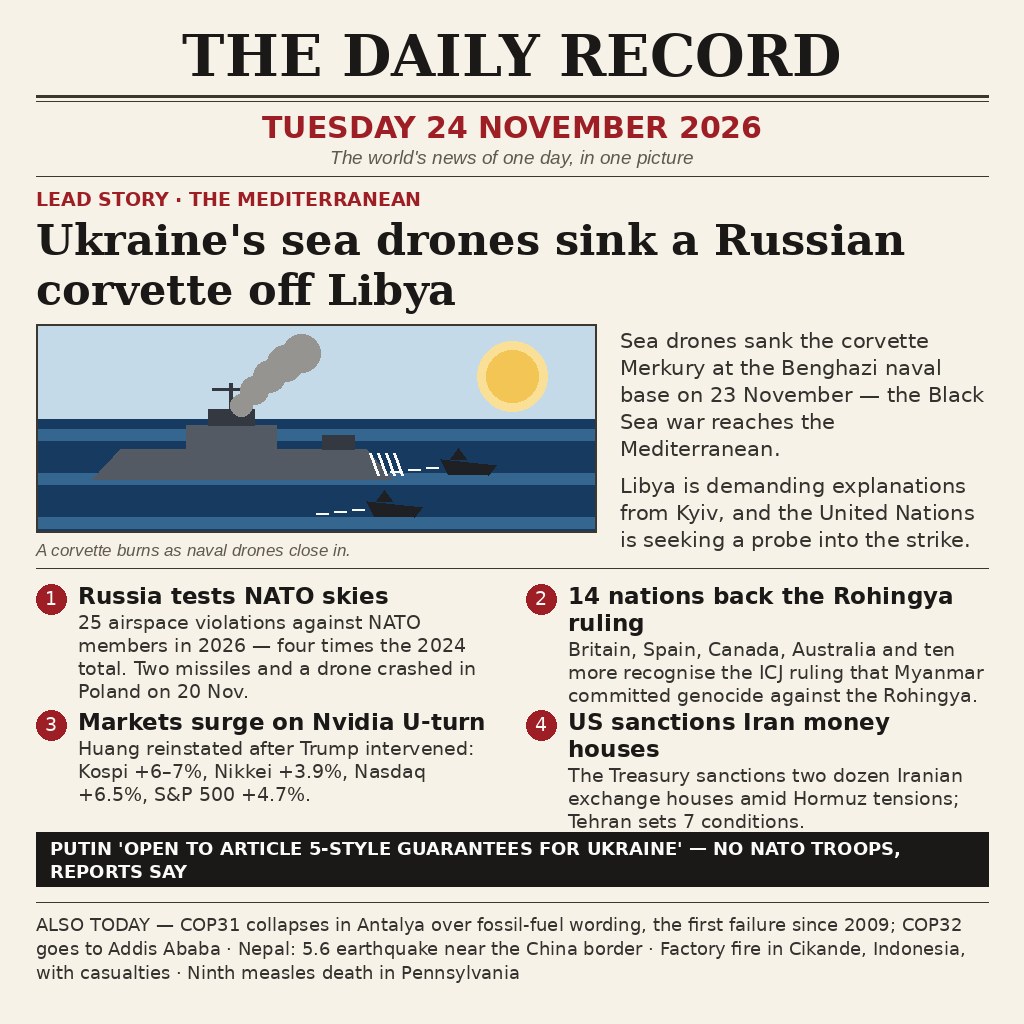 THE DAILY RECORD
TUESDAY 24 NOVEMBER 2026
The world's news of one day, in one picture
LEAD STORY · THE MEDITERRANEAN
Ukraine's sea drones sink a Russian
corvette off Libya
Sea drones sank the corvette
Merkury at the Benghazi naval
base on 23 November — the Black
Sea war reaches the
Mediterranean.
Libya is demanding explanations
from Kyiv, and the United Nations
is seeking a probe into the strike.
A corvette burns as naval drones close in.
1 Russia tests NATO skies
25 airspace violations against NATO
members in 2026 — four times the 2024
total. Two missiles and a drone crashed in
Poland on 20 Nov.
2 14 nations back the Rohingya
ruling
Britain, Spain, Canada, Australia and ten
more recognise the ICJ ruling that Myanmar
committed genocide against the Rohingya.
3 Markets surge on Nvidia U-turn
Huang reinstated after Trump intervened:
Kospi +6–7%, Nikkei +3.9%, Nasdaq
+6.5%, S&P 500 +4.7%.
4 US sanctions Iran money
houses
The Treasury sanctions two dozen Iranian
exchange houses amid Hormuz tensions;
Tehran sets 7 conditions.
PUTIN 'OPEN TO ARTICLE 5-STYLE GUARANTEES FOR UKRAINE' — NO NATO TROOPS,
REPORTS SAY
ALSO TODAY — COP31 collapses in Antalya over fossil-fuel wording, the first failure since 2009; COP32
goes to Addis Ababa · Nepal: 5.6 earthquake near the China border · Factory fire in Cikande, Indonesia,
with casualties · Ninth measles death in Pennsylvania